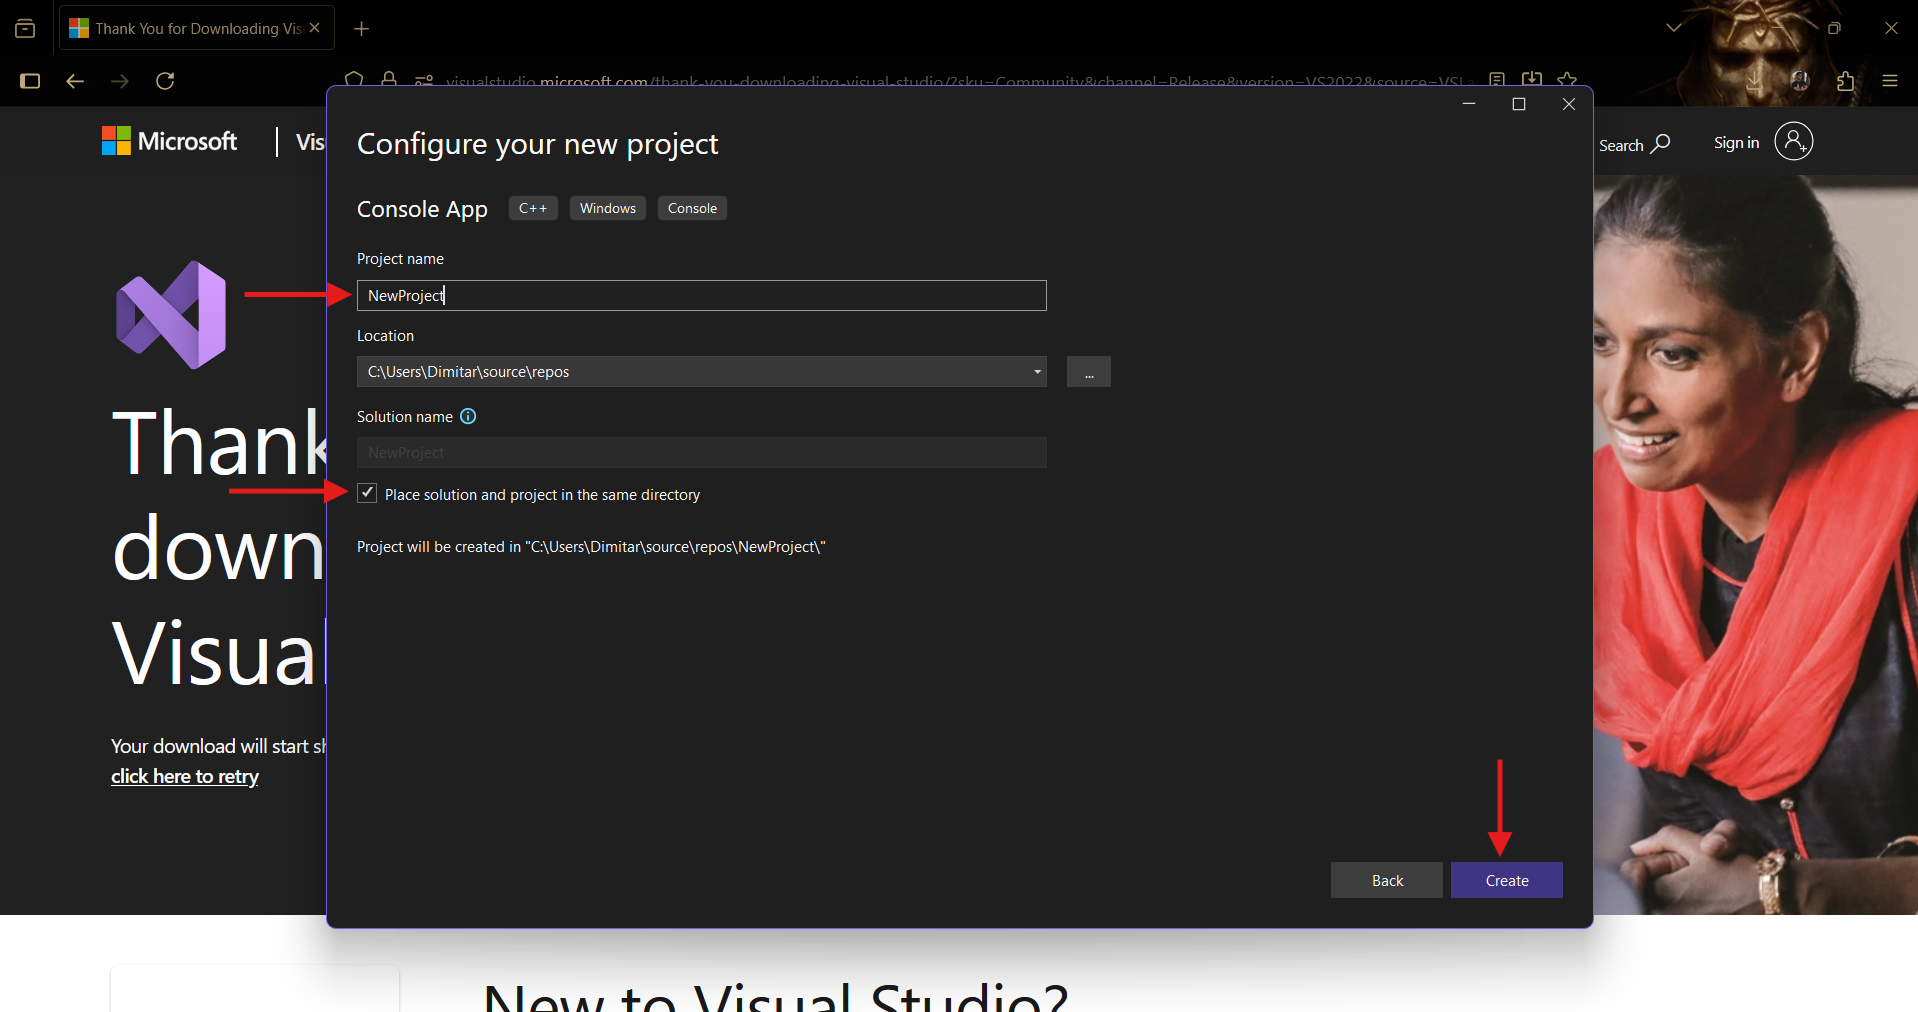 Thank You for Downloading Vis
visualstudio.microsoft.com/thank-you-downloading-visual-studio/?sku=Community&channel=Release&version=VS2022&source=VSLa
Microsoft
Vis
Search
Sign in
Configure your new project
Console App
C++
Windows
Console
Project name
NewProject
Location
C:\Users\Dimitar\source\repos
...
Solution name
NewProject
Place solution and project in the same directory
Project will be created in "C:\Users\Dimitar\source\repos\NewProject\"
Back
Create
Thank
down
Visual
Your download will start sh
click here to retry
New to Visual Studio?